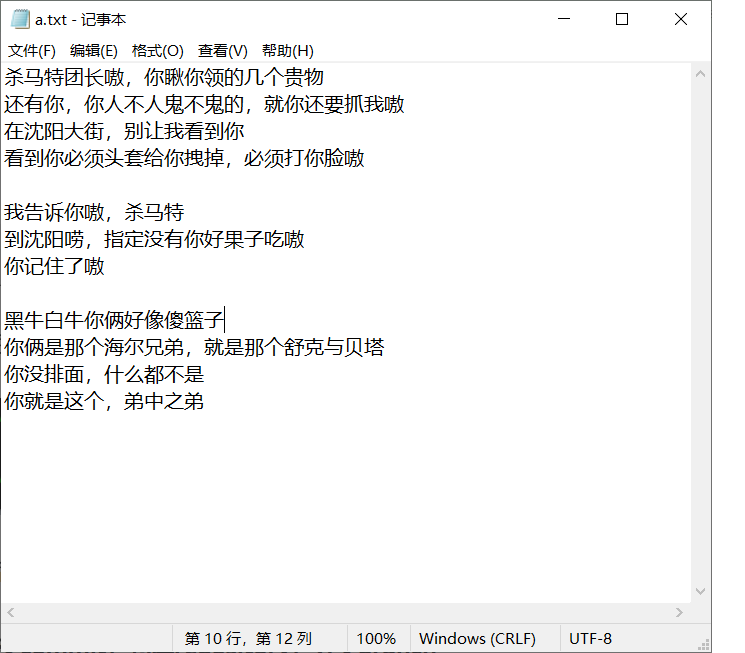 a.txt - 记事本
文件(F) 编辑(E) 格式(O) 查看(V) 帮助(H)
杀马特团长嗷，你瞅你领的几个贵物
还有你，你人不人鬼不鬼的，就你还要抓我嗷
在沈阳大街，别让我看到你
看到你必须头套给你拽掉，必须打你脸嗷
我告诉你嗷，杀马特
到沈阳唠，指定没有你好果子吃嗷
你记住了嗷
黑牛白牛你俩好像傻篮子
你俩是那个海尔兄弟，就是那个舒克与贝塔
你没排面，什么都不是
你就是这个，弟中之弟
第 10 行，第 12 列 100% Windows (CRLF) UTF-8